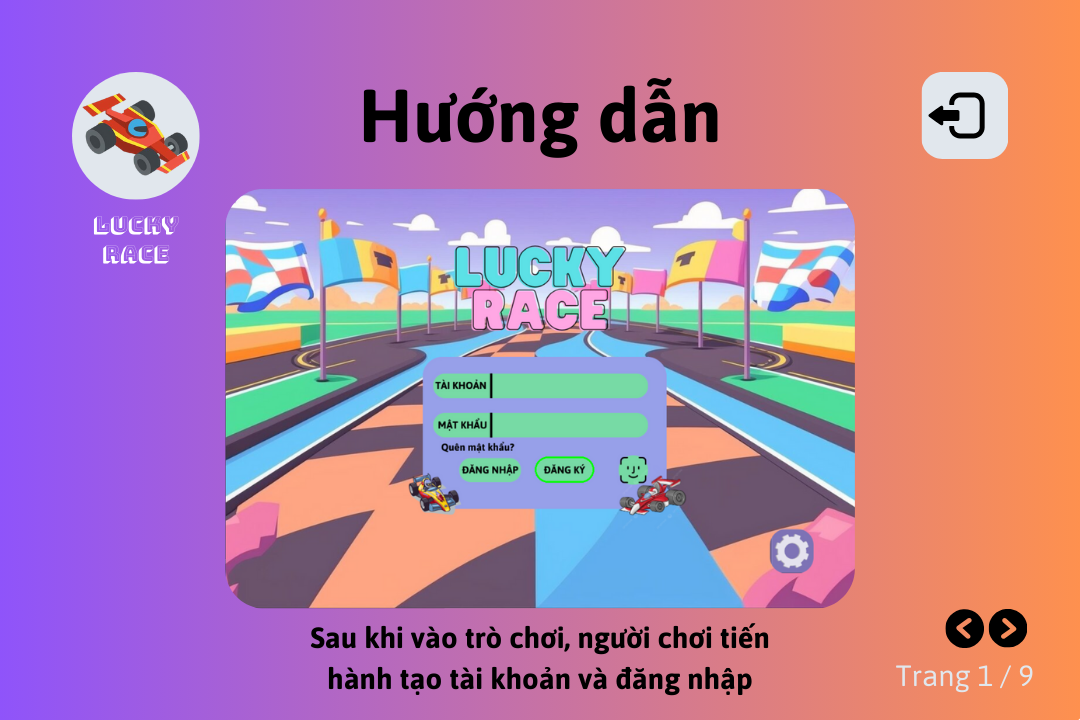 Hướng dẫn
LUCKY
RACE
LUCKY
RACE
TÀI KHOẢN
MẬT KHẨU
Quên mật khẩu?
ĐĂNG NHẬP
ĐĂNG KÝ
Sau khi vào trò chơi, người chơi tiến
hành tạo tài khoản và đăng nhập
Trang 1 / 9